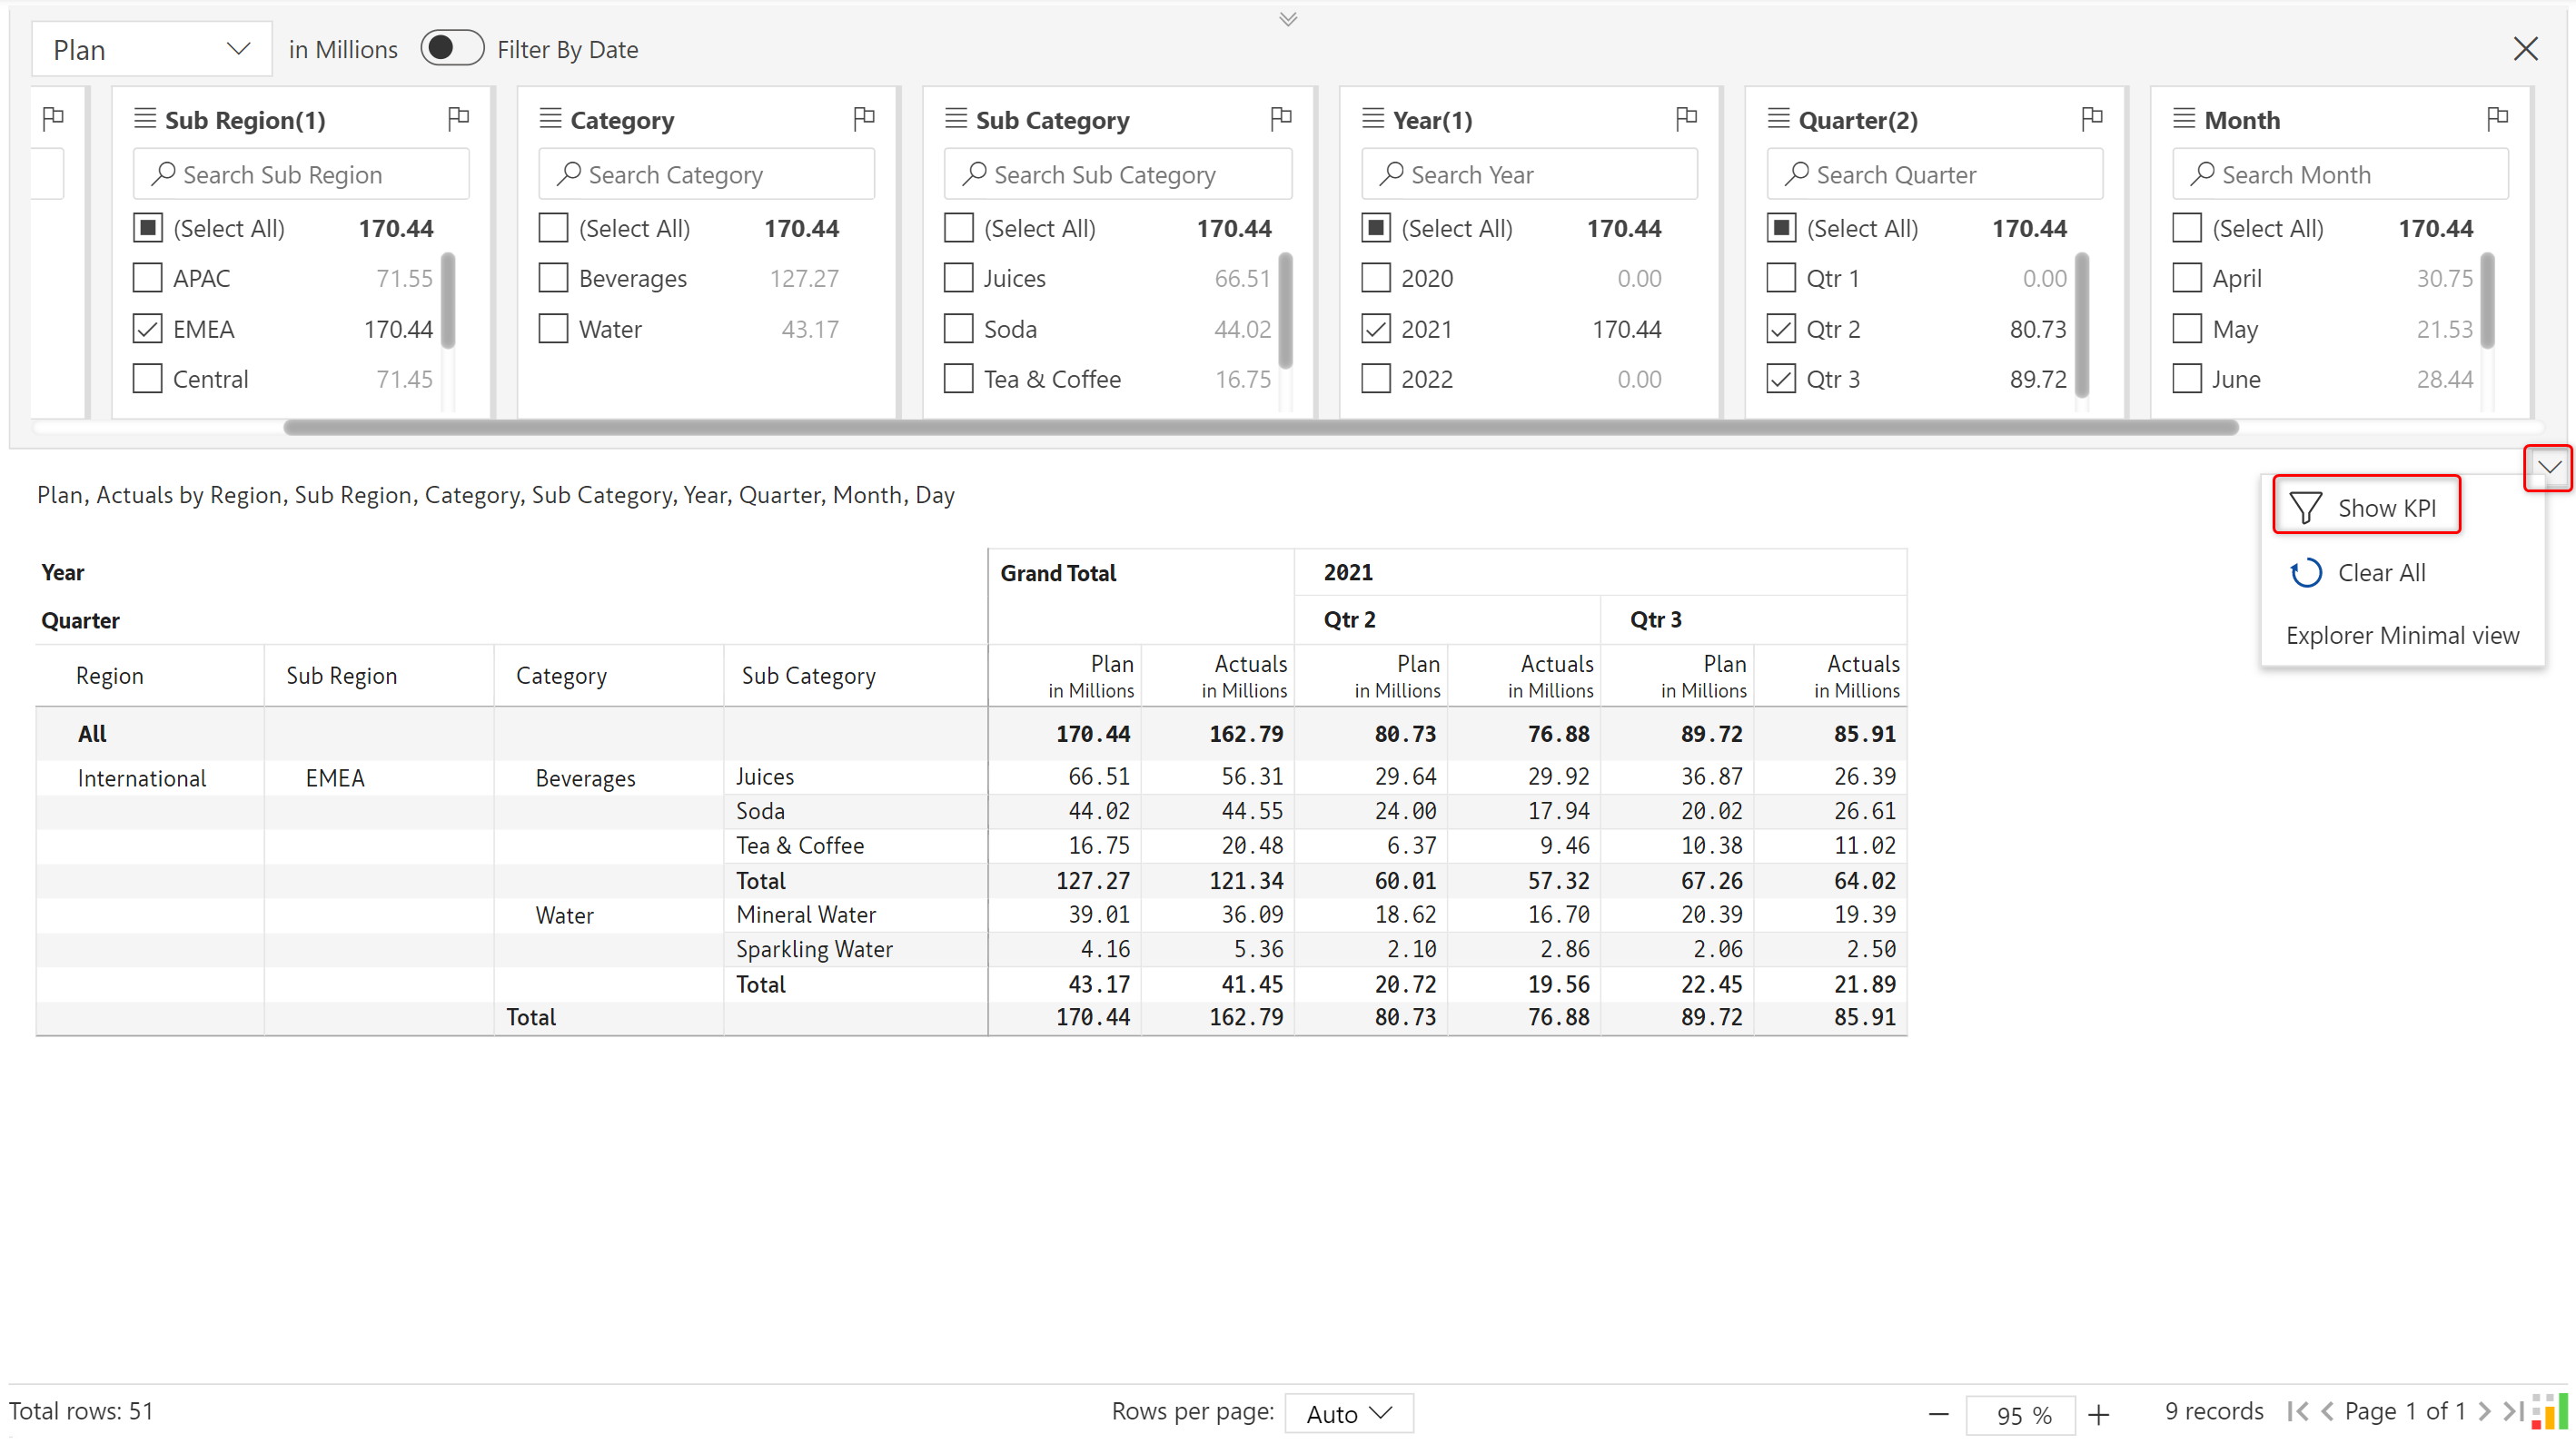 Plan in Millions Filter By Date
Sub Region(1) Category Sub Category Year(1) Quarter(2) Month
Search Sub Region Search Category Search Sub Category Search Year Search Quarter Search Month
(Select All) 170.44 (Select All) 170.44 (Select All) 170.44 (Select All) 170.44 (Select All) 170.44 (Select All) 170.44
APAC 71.55 Beverages 127.27 Juices 66.51 2020 0.00 Qtr 1 0.00 April 30.75
EMEA 170.44 Water 43.17 Soda 44.02 2021 170.44 Qtr 2 80.73 May 21.53
Central 71.45 Tea & Coffee 16.75 2022 0.00 Qtr 3 89.72 June 28.44
Plan, Actuals by Region, Sub Region, Category, Sub Category, Year, Quarter, Month, Day
Show KPI
Clear All
Explorer Minimal view
Year Grand Total 2021
Quarter Qtr 2 Qtr 3
Region Sub Region Category Sub Category Plan Actuals Plan Actuals Plan Actuals
in Millions in Millions in Millions in Millions in Millions in Millions
All 170.44 162.79 80.73 76.88 89.72 85.91
International EMEA Beverages Juices 66.51 56.31 29.64 29.92 36.87 26.39
Soda 44.02 44.55 24.00 17.94 20.02 26.61
Tea & Coffee 16.75 20.48 6.37 9.46 10.38 11.02
Total 127.27 121.34 60.01 57.32 67.26 64.02
Water Mineral Water 39.01 36.09 18.62 16.70 20.39 19.39
Sparkling Water 4.16 5.36 2.10 2.86 2.06 2.50
Total 43.17 41.45 20.72 19.56 22.45 21.89
Total 170.44 162.79 80.73 76.88 89.72 85.91
Total rows: 51 Rows per page: Auto 95 % 9 records Page 1 of 1